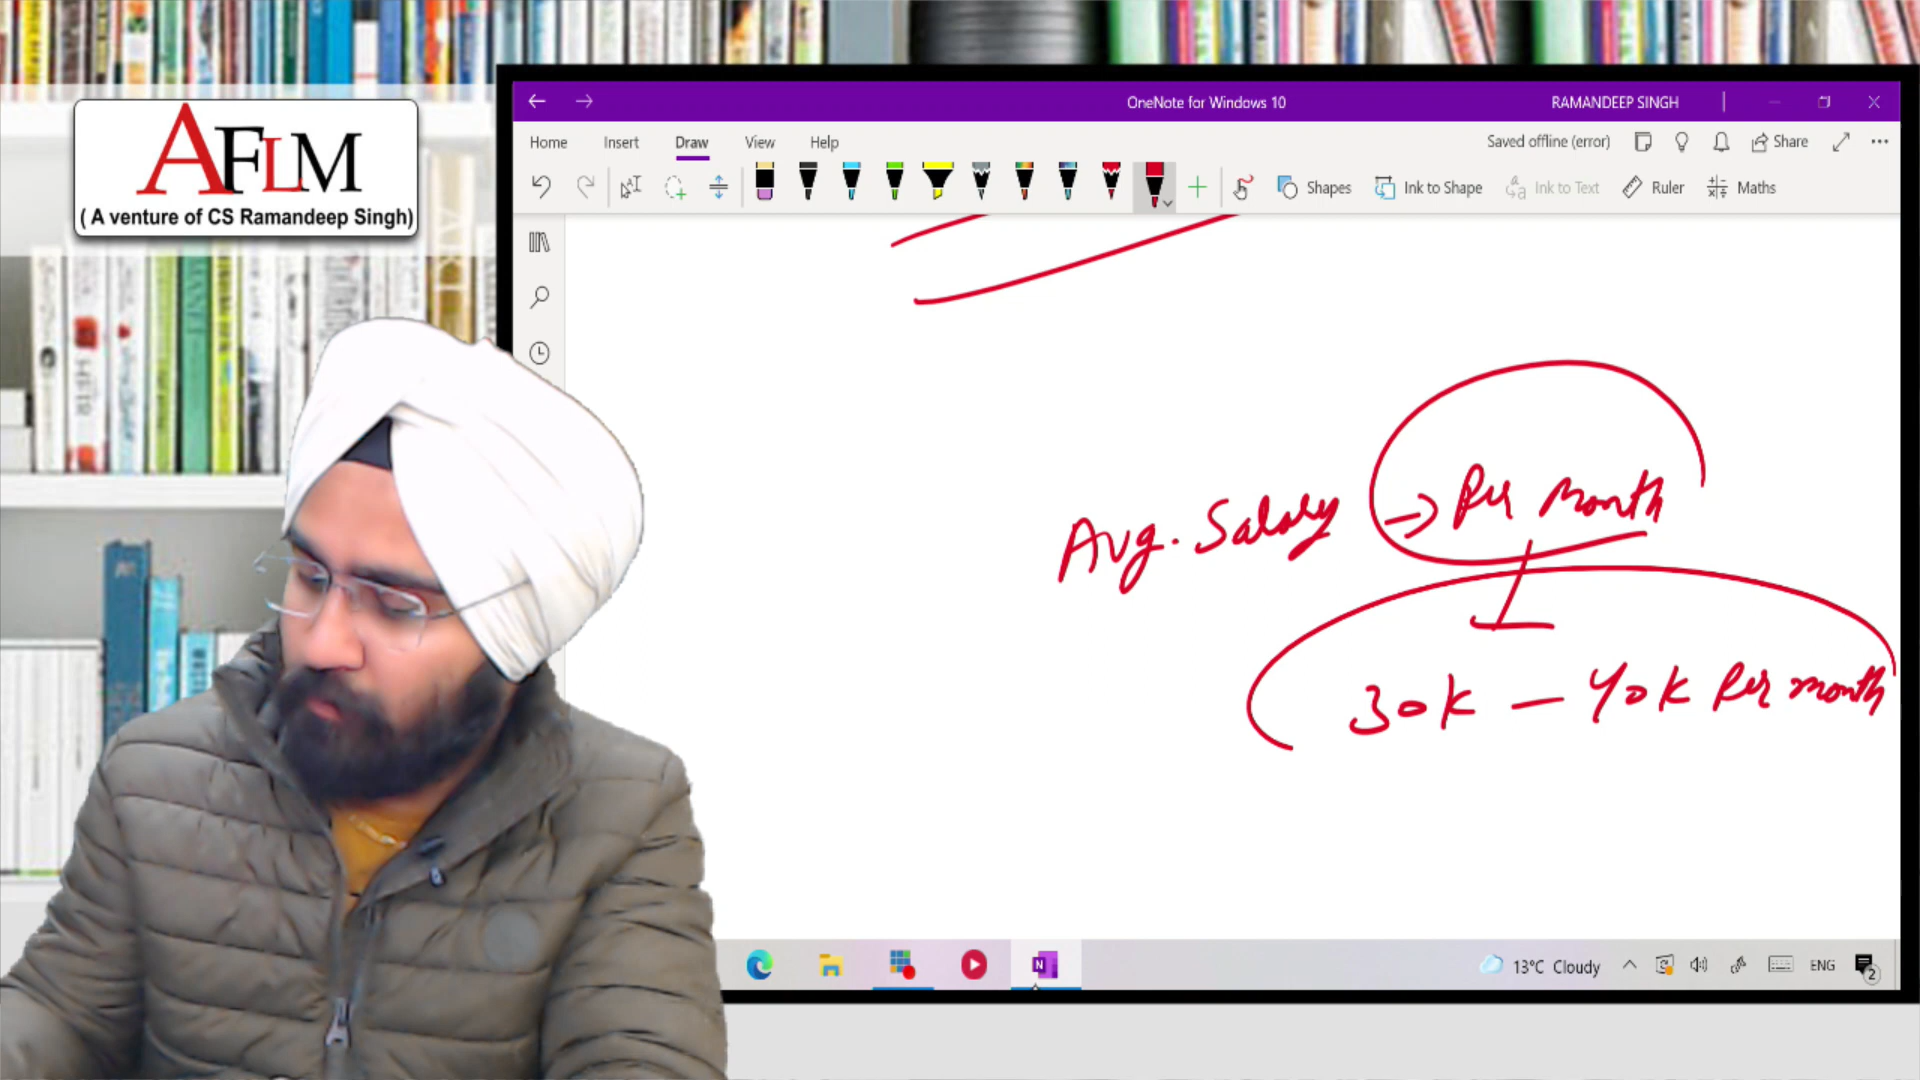 AFLM
( A venture of CS Ramandeep Singh)
OneNote for Windows 10
RAMANDEEP SINGH
Home Insert Draw View Help
Saved offline (error)
Share
Shapes
Ink to Shape
Ink to Text
Ruler
Maths
Avg. Salary → Per month
30K – 40K Per month
13°C Cloudy
ENG
2